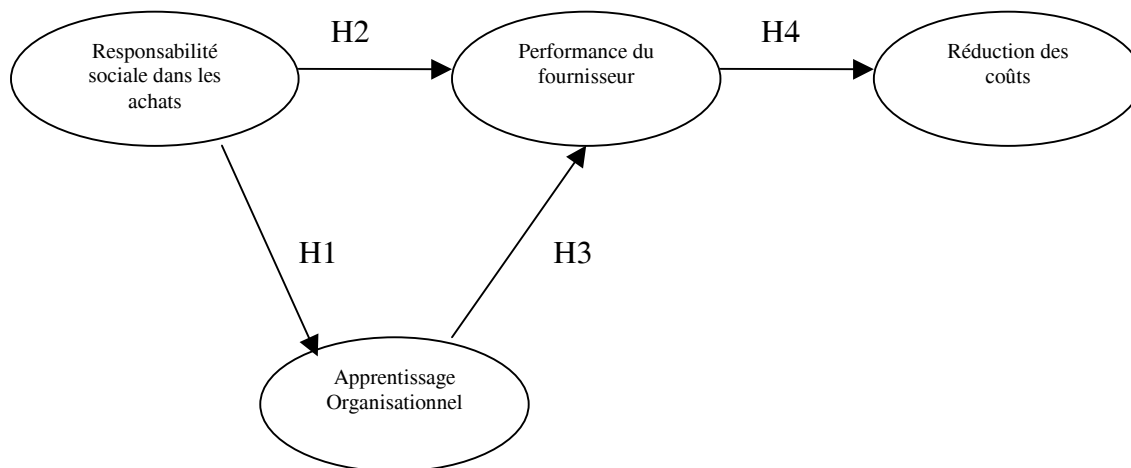 Responsabilité
sociale dans les
achats
H2
Performance du
fournisseur
H4
Réduction des
coûts
H1
H3
Apprentissage
Organisationnel